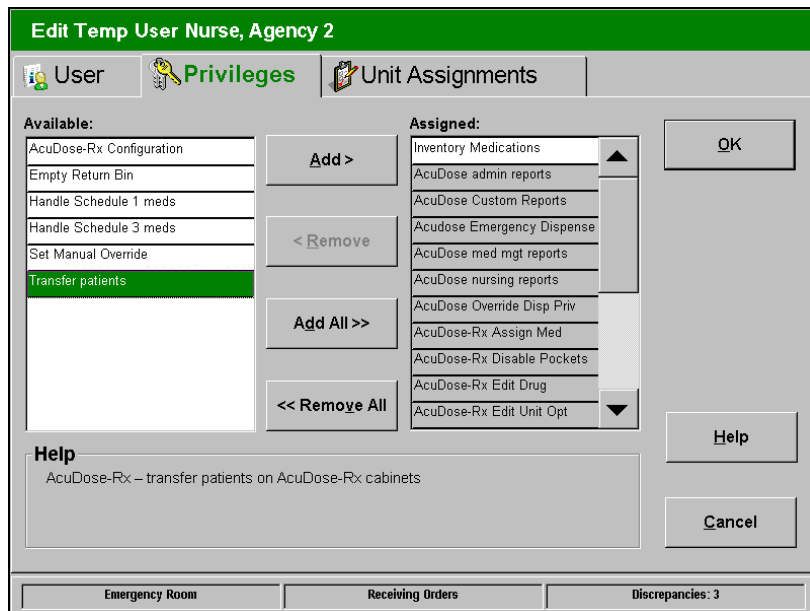 Edit Temp User Nurse, Agency 2
User
Privileges
Unit Assignments
Available:
AcuDose-Rx Configuration
Empty Return Bin
Handle Schedule 1 meds
Handle Schedule 3 meds
Set Manual Override
Transfer patients
Add >
< Remove
Add All >>
<< Remove All
Assigned:
Inventory Medications
AcuDose admin reports
AcuDose Custom Reports
Acudose Emergency Dispense
AcuDose med mgt reports
AcuDose nursing reports
AcuDose Override Disp Priv
AcuDose-Rx Assign Med
AcuDose-Rx Disable Pockets
AcuDose-Rx Edit Drug
AcuDose-Rx Edit Unit Opt
OK
Help
Cancel
Help
AcuDose-Rx – transfer patients on AcuDose-Rx cabinets
Emergency Room
Receiving Orders
Discrepancies: 3